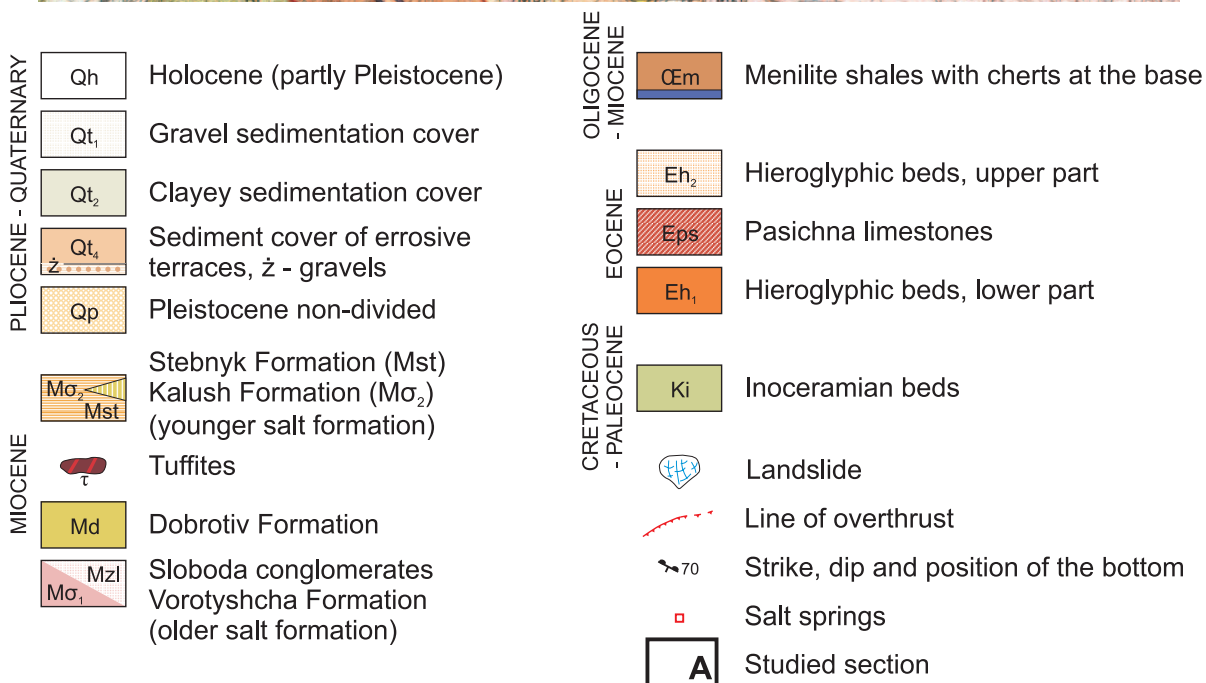 PLIOCENE - QUATERNARY
Qh Holocene (partly Pleistocene)
Qt₁ Gravel sedimentation cover
Qt₂ Clayey sedimentation cover
Qt₄ Sediment cover of errosive
ż terraces, ż - gravels
Qp Pleistocene non-divided
MIOCENE
Stebnyk Formation (Mst)
Mσ₂ Kalush Formation (Mσ₂)
Mst (younger salt formation)
τ Tuffites
Md Dobrotiv Formation
Mzl Sloboda conglomerates
Mσ₁ Vorotyshcha Formation
(older salt formation)
OLIGOCENE
- MIOCENE
Œm Menilite shales with cherts at the base
EOCENE
Eh₂ Hieroglyphic beds, upper part
Eps Pasichna limestones
Eh₁ Hieroglyphic beds, lower part
CRETACEOUS
- PALEOCENE
Ki Inoceramian beds
Landslide
Line of overthrust
70 Strike, dip and position of the bottom
Salt springs
A Studied section